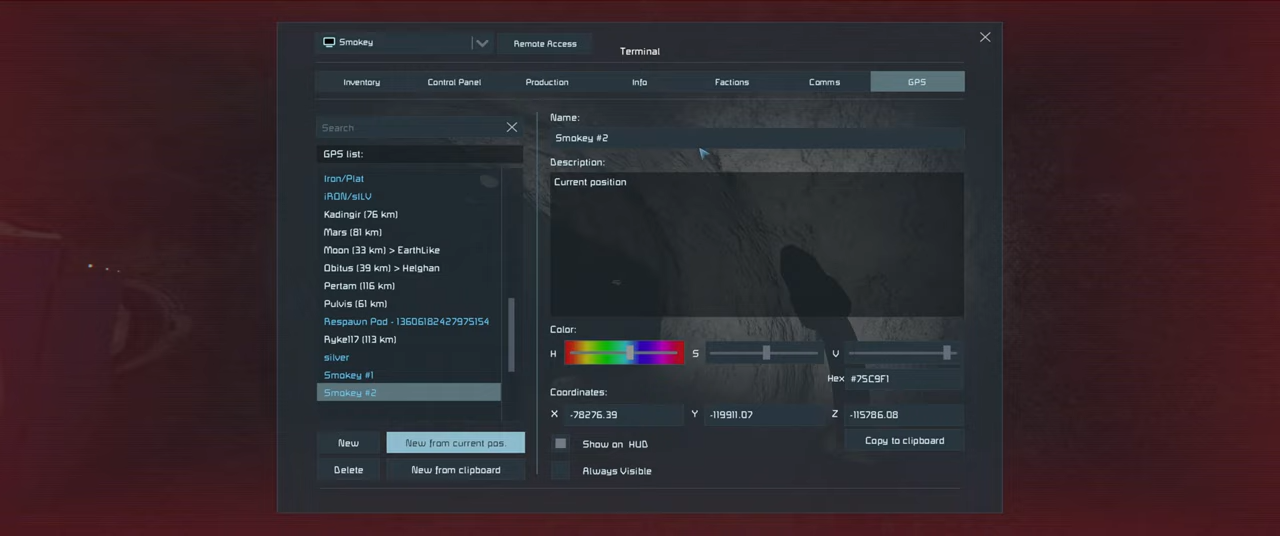 Smokey
Remote Access
Terminal
Inventory
Control Panel
Production
Info
Factions
Comms
GPS
Search
GPS list:
Iron/Plat
iRON/sILV
Kadingir (76 km)
Mars (81 km)
Moon (33 km) > EarthLike
Obitus (39 km) > Helghan
Pertam (116 km)
Pulvis (61 km)
Respawn Pod - 13606182427975154
Ryke117 (113 km)
silver
Smokey #1
Smokey #2
New
New from current pos.
Delete
New from clipboard
Name:
Smokey #2
Description:
Current position
Color:
H
S
V
Hex #75C9F1
Coordinates:
X -78276.39 Y -119911.07 Z -115786.08
Show on HUD
Copy to clipboard
Always Visible